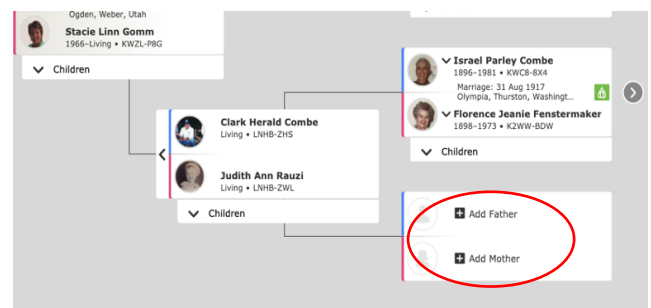 Ogden, Weber, Utah
Stacie Linn Gomm
1966–Living • KWZL-P8G
Children
Clark Herald Combe
Living • LNHB-ZHS
Judith Ann Rauzi
Living • LNHB-ZWL
Children
Israel Parley Combe
1896–1981 • KWC8-8X4
Marriage: 31 Aug 1917
Olympia, Thurston, Washingt...
Florence Jeanie Fenstermaker
1898–1973 • K2WW-BDW
Children
Add Father
Add Mother